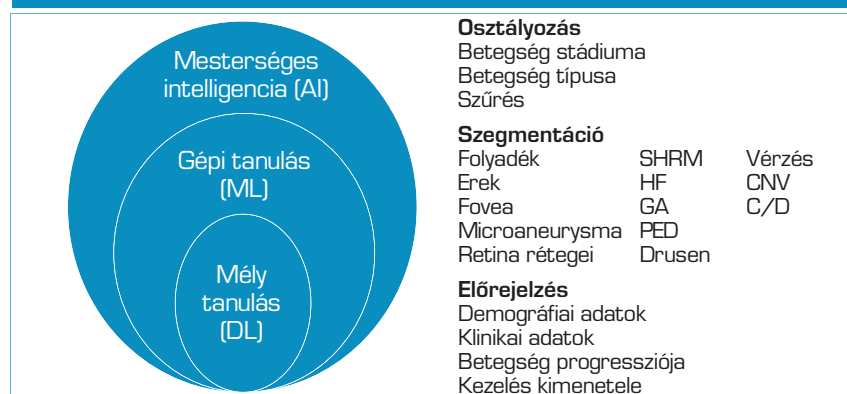 Mesterséges
intelligencia (AI)
Gépi tanulás
(ML)
Mély
tanulás
(DL)
Osztályozás
Betegség stádiuma
Betegség típusa
Szűrés
Szegmentáció
Folyadék SHRM Vérzés
Erek HF CNV
Fovea GA C/D
Microaneurysma PED
Retina rétegei Drusen
Előrejelzés
Demográfiai adatok
Klinikai adatok
Betegség progressziója
Kezelés kimenetele